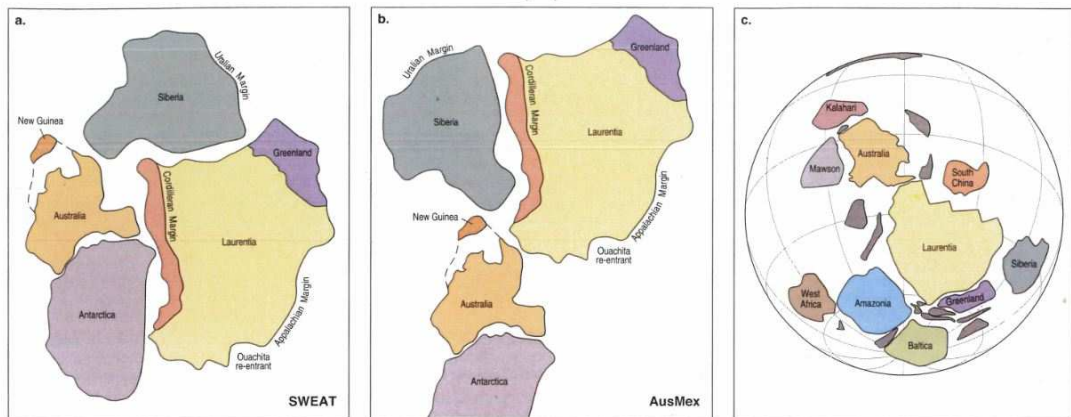 a.
Uralian Margin
Siberia
New Guinea
Greenland
Cordilleran Margin
Australia
Laurentia
Antarctica
Appalachian Margin
Ouachita
re-entrant
SWEAT
b.
Uralian Margin
Greenland
Cordilleran Margin
Siberia
Laurentia
Appalachian Margin
New Guinea
Ouachita
re-entrant
Australia
Antarctica
AusMex
c.
Kalahari
Australia
Mawson
South
China
Laurentia
Siberia
West
Africa
Amazonia
Greenland
Baltica